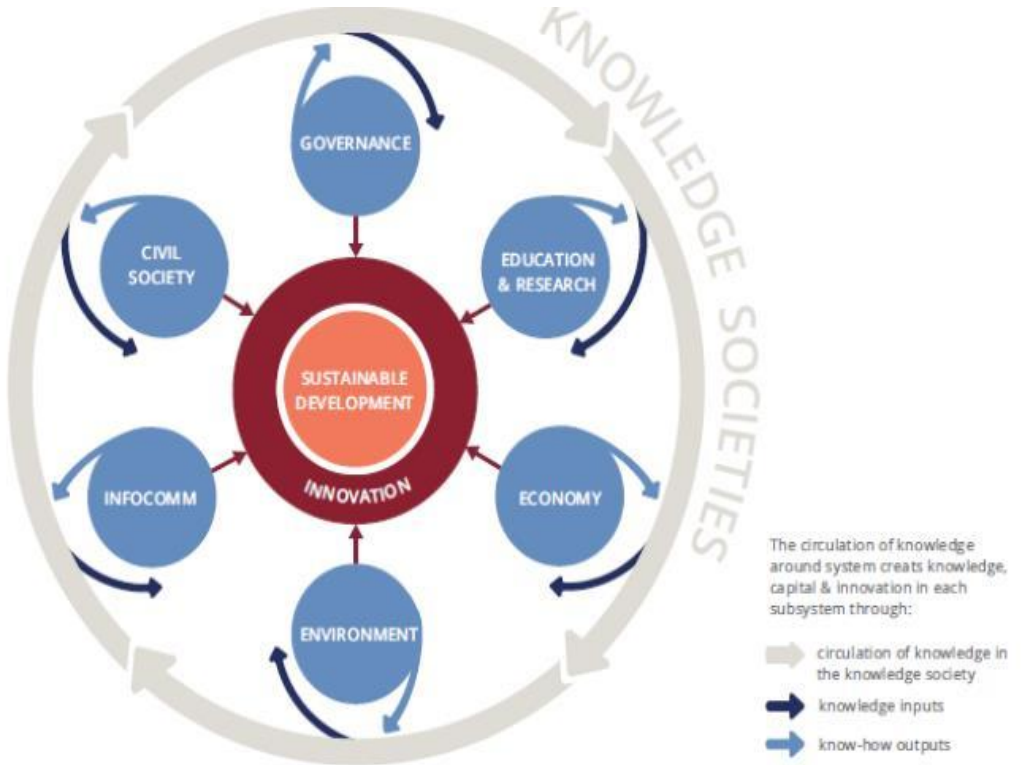 KNOWLEDGE SOCIETIES
GOVERNANCE
CIVIL
SOCIETY
EDUCATION
& RESEARCH
SUSTAINABLE
DEVELOPMENT
INNOVATION
INFOCOMM
ECONOMY
ENVIRONMENT
The circulation of knowledge
around system creats knowledge,
capital & innovation in each
subsystem through:
circulation of knowledge in
the knowledge society
knowledge inputs
know-how outputs